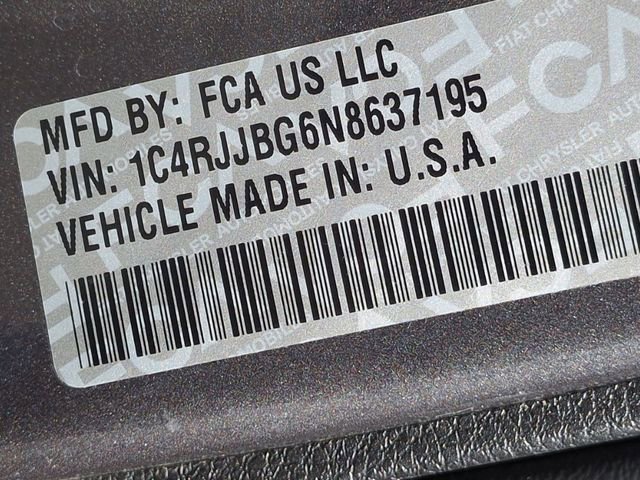 MFD BY: FCA US LLC
VIN: 1C4RJJBG6N8637195
VEHICLE MADE IN: U.S.A.